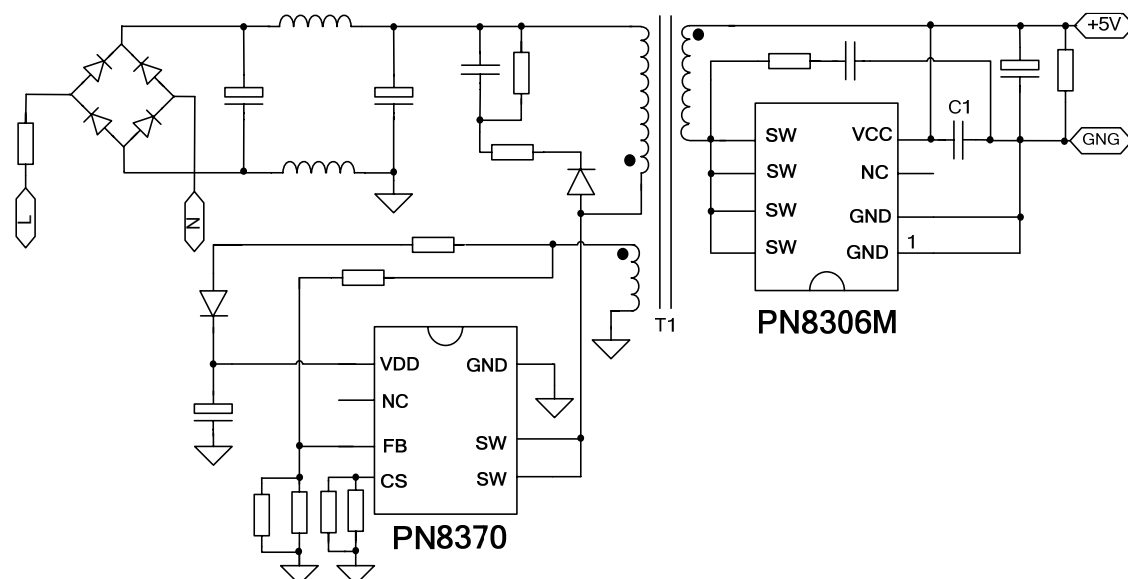 +5V
C1
SW
VCC
GNG
SW
NC
SW
GND
SW
GND
1
L
N
T1
PN8306M
VDD
GND
NC
FB
SW
CS
SW
PN8370